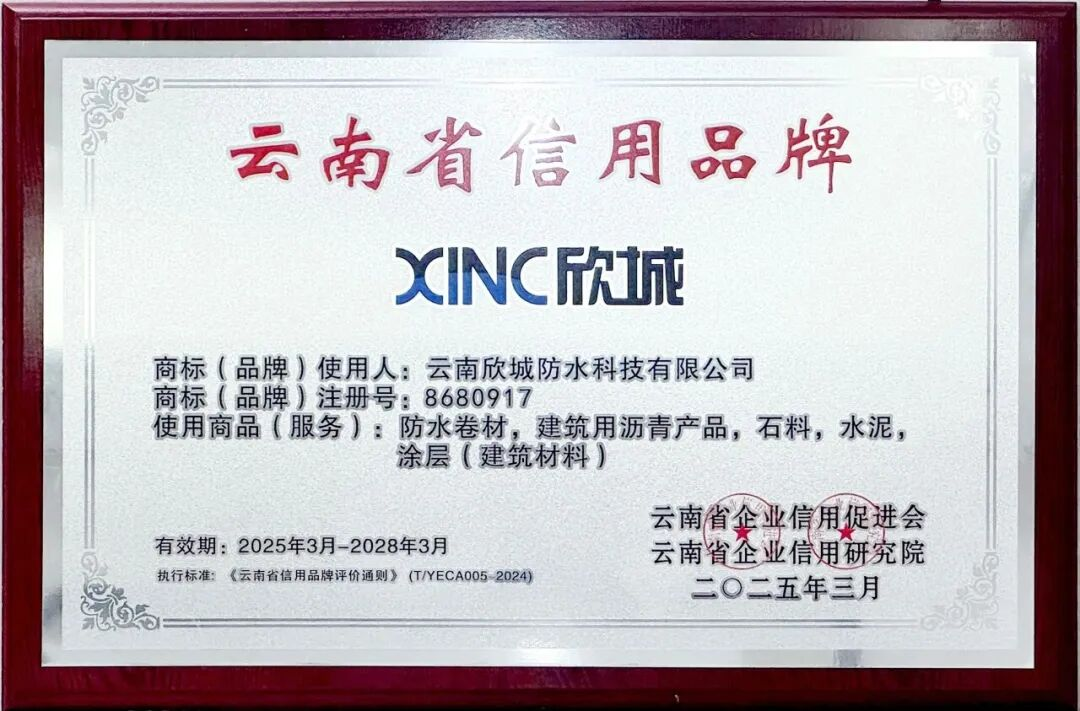 云南省信用品牌
XINC欣城
商标（品牌）使用人：云南欣城防水科技有限公司
商标（品牌）注册号：8680917
使用商品（服务）：防水卷材，建筑用沥青产品，石料，水泥，
涂层（建筑材料）
云南省企业信用促进会
有效期：2025年3月-2028年3月
云南省企业信用研究院
执行标准：《云南省信用品牌评价通则》（T/YECA005-2024）
二〇二五年三月